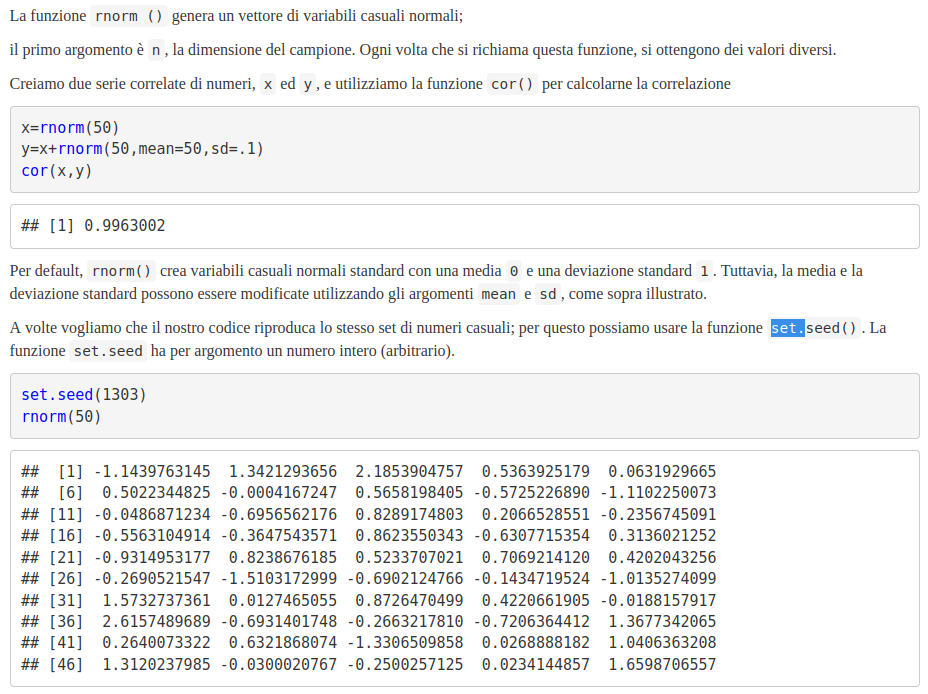 La funzione rnorm () genera un vettore di variabili casuali normali;
il primo argomento è n, la dimensione del campione. Ogni volta che si richiama questa funzione, si ottengono dei valori diversi.
Creiamo due serie correlate di numeri, x ed y, e utilizziamo la funzione cor() per calcolarne la correlazione
x=rnorm(50)
y=x+rnorm(50,mean=50,sd=.1)
cor(x,y)
## [1] 0.9963002
Per default, rnorm() crea variabili casuali normali standard con una media 0 e una deviazione standard 1. Tuttavia, la media e la
deviazione standard possono essere modificate utilizzando gli argomenti mean e sd, come sopra illustrato.
A volte vogliamo che il nostro codice riproduca lo stesso set di numeri casuali; per questo possiamo usare la funzione set.seed(). La
funzione set.seed ha per argomento un numero intero (arbitrario).
set.seed(1303)
rnorm(50)
##  [1] -1.1439763145  1.3421293656  2.1853904757  0.5363925179  0.0631929665
##  [6]  0.5022344825 -0.0004167247  0.5658198405 -0.5725226890 -1.1102250073
## [11] -0.0486871234 -0.6956562176  0.8289174803  0.2066528551 -0.2356745091
## [16] -0.5563104914 -0.3647543571  0.8623550343 -0.6307715354  0.3136021252
## [21] -0.9314953177  0.8238676185  0.5233707021  0.7069214120  0.4202043256
## [26] -0.2690521547 -1.5103172999 -0.6902124766 -0.1434719524 -1.0135274099
## [31]  1.5732737361  0.0127465055  0.8726470499  0.4220661905 -0.0188157917
## [36]  2.6157489689 -0.6931401748 -0.2663217810 -0.7206364412  1.3677342065
## [41]  0.2640073322  0.6321868074 -1.3306509858  0.0268888182  1.0406363208
## [46]  1.3120237985 -0.0300020767 -0.2500257125  0.0234144857  1.6598706557